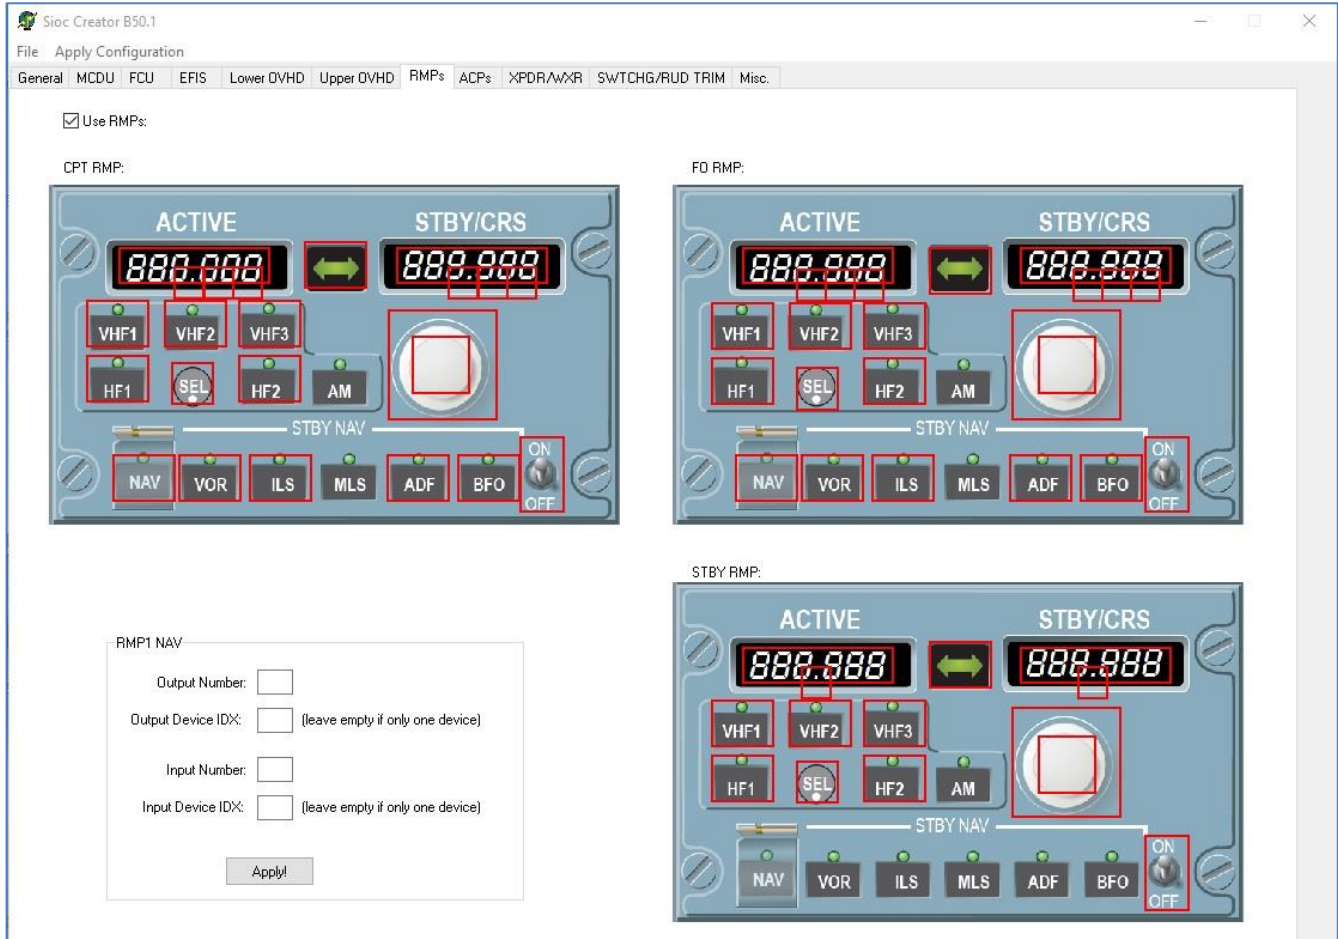 Sioc Creator B50.1
File Apply Configuration
General MCDU FCU EFIS Lower OVHD Upper OVHD RMPs ACPs XPDR/WXR SWTCHG/RUD TRIM Misc.
Use RMPs:
CPT RMP:
ACTIVE STBY/CRS
888.888 888.888
VHF1 VHF2 VHF3
HF1 SEL HF2 AM
STBY NAV
ON
NAV VOR ILS MLS ADF BFO
OFF
FO RMP:
ACTIVE STBY/CRS
888.888 888.888
VHF1 VHF2 VHF3
HF1 SEL HF2 AM
STBY NAV
ON
NAV VOR ILS MLS ADF BFO
OFF
RMP1 NAV
Output Number:
Output Device IDX: (leave empty if only one device)
Input Number:
Input Device IDX: (leave empty if only one device)
Apply!
STBY RMP:
ACTIVE STBY/CRS
888.888 888.888
VHF1 VHF2 VHF3
HF1 SEL HF2 AM
STBY NAV
ON
NAV VOR ILS MLS ADF BFO
OFF